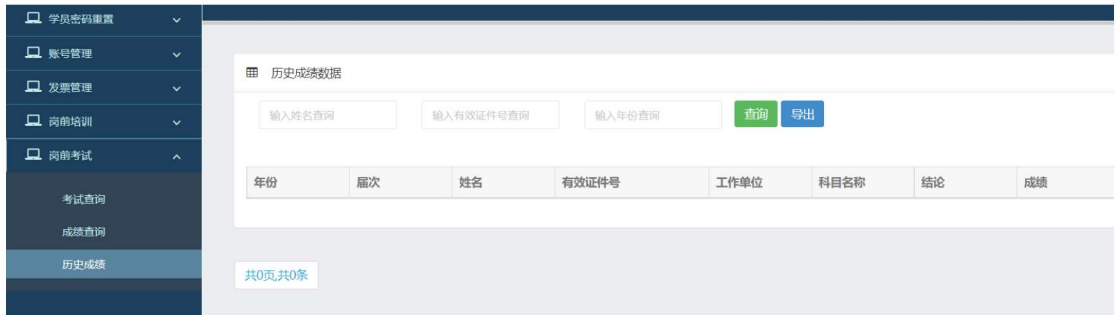 学员密码重置
账号管理
发票管理
岗前培训
岗前考试
考试查询
成绩查询
历史成绩
历史成绩数据
输入姓名查询 输入有效证件号查询 输入年份查询 查询 导出
年份 届次 姓名 有效证件号 工作单位 科目名称 结论 成绩
共0页,共0条